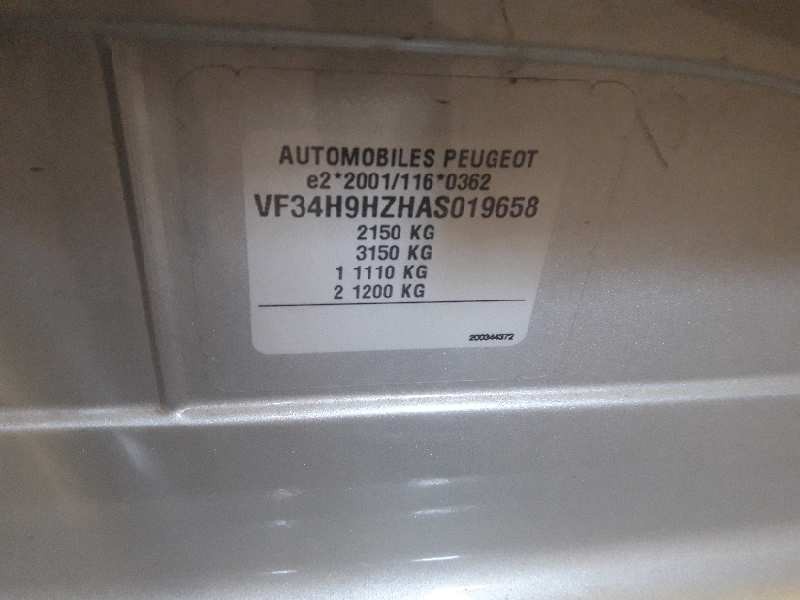 AUTOMOBILES PEUGEOT
e2*2001/116*0362
VF34H9HZHAS019658
2150 KG
3150 KG
1 1110 KG
2 1200 KG
200344372